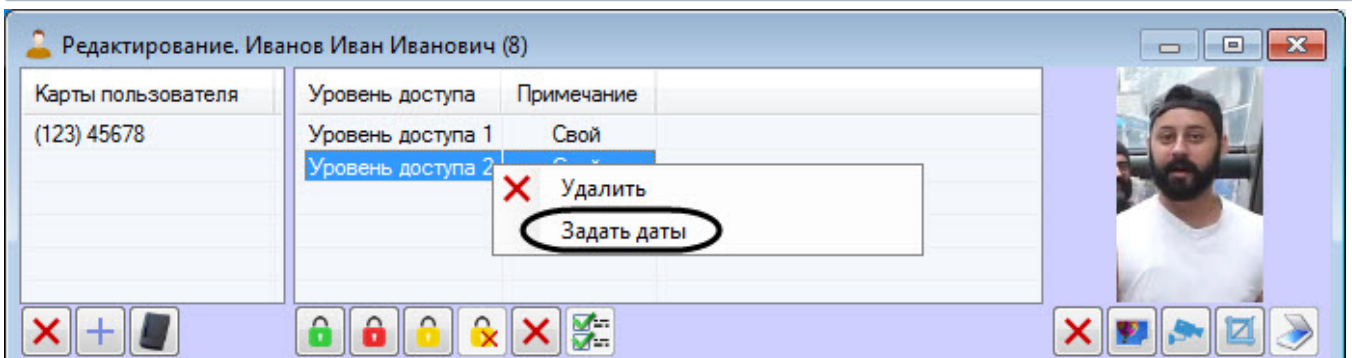 Редактирование. Иванов Иван Иванович (8)
Карты пользователя
Уровень доступа
Примечание
(123) 45678
Уровень доступа 1
Свой
Уровень доступа 2
Удалить
Задать даты